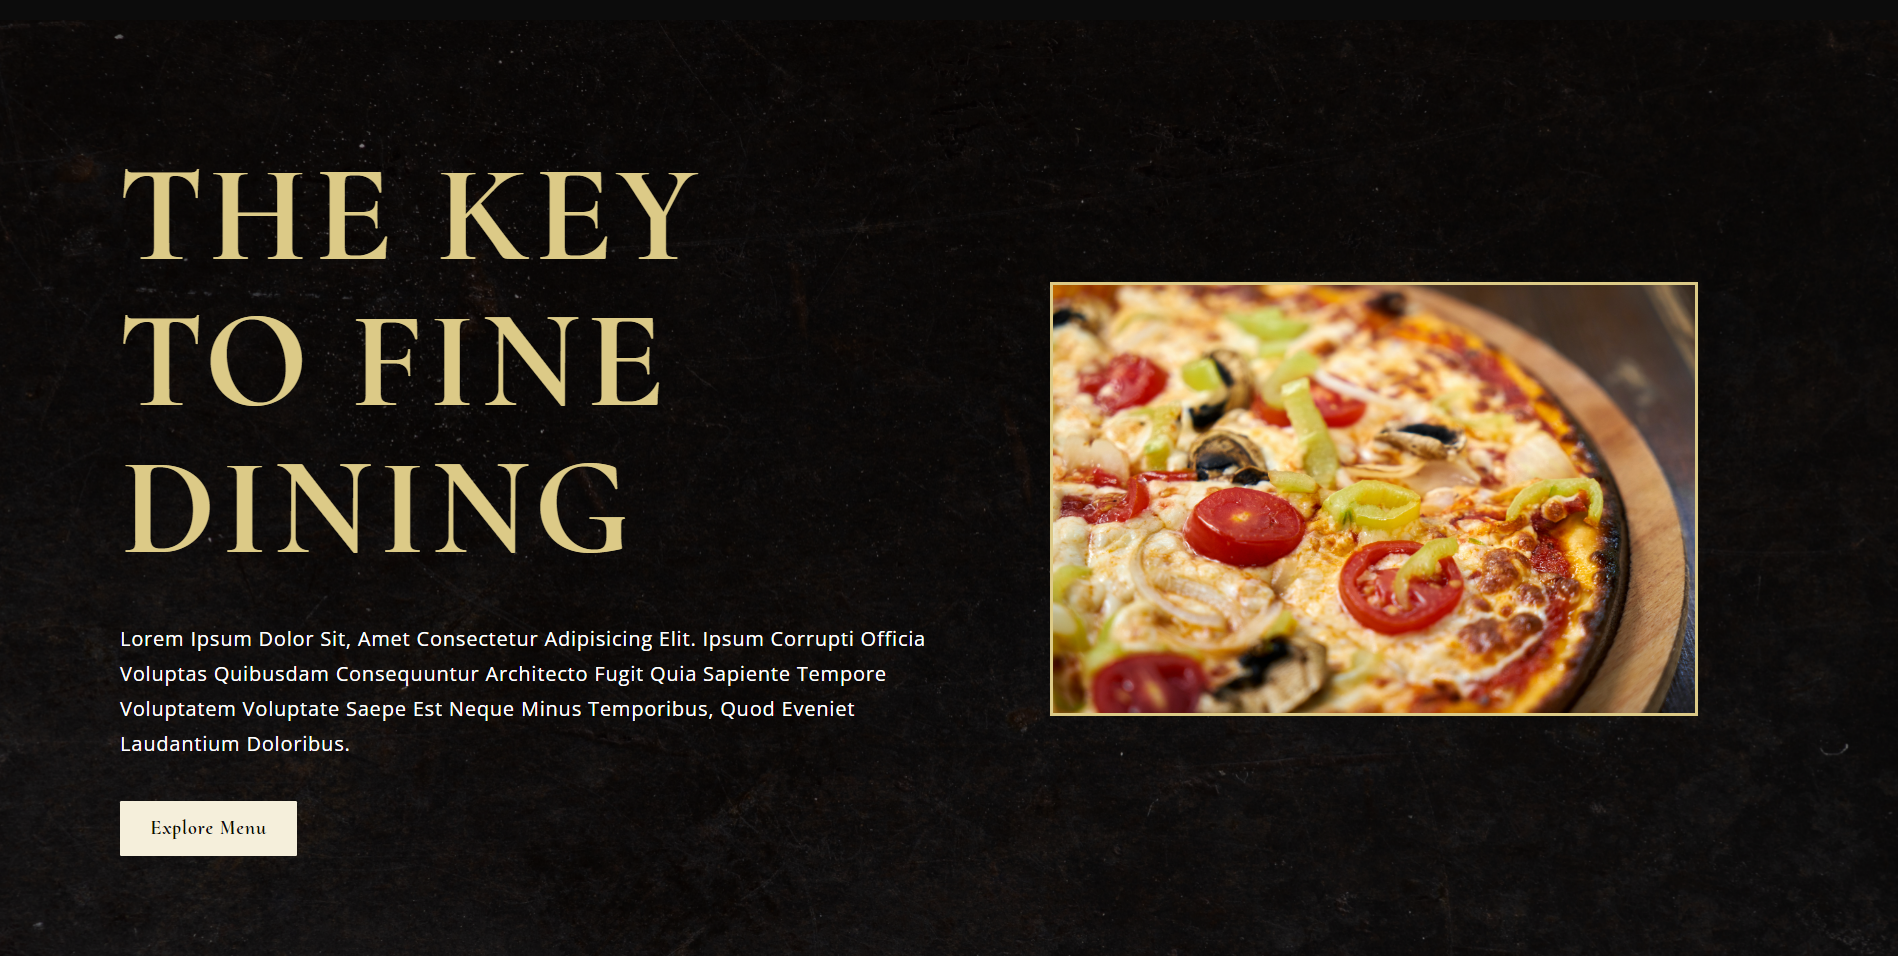 THE KEY
TO FINE
DINING
Lorem Ipsum Dolor Sit, Amet Consectetur Adipisicing Elit. Ipsum Corrupti Officia
Voluptas Quibusdam Consequuntur Architecto Fugit Quia Sapiente Tempore
Voluptatem Voluptate Saepe Est Neque Minus Temporibus, Quod Eveniet
Laudantium Doloribus.
Explore Menu